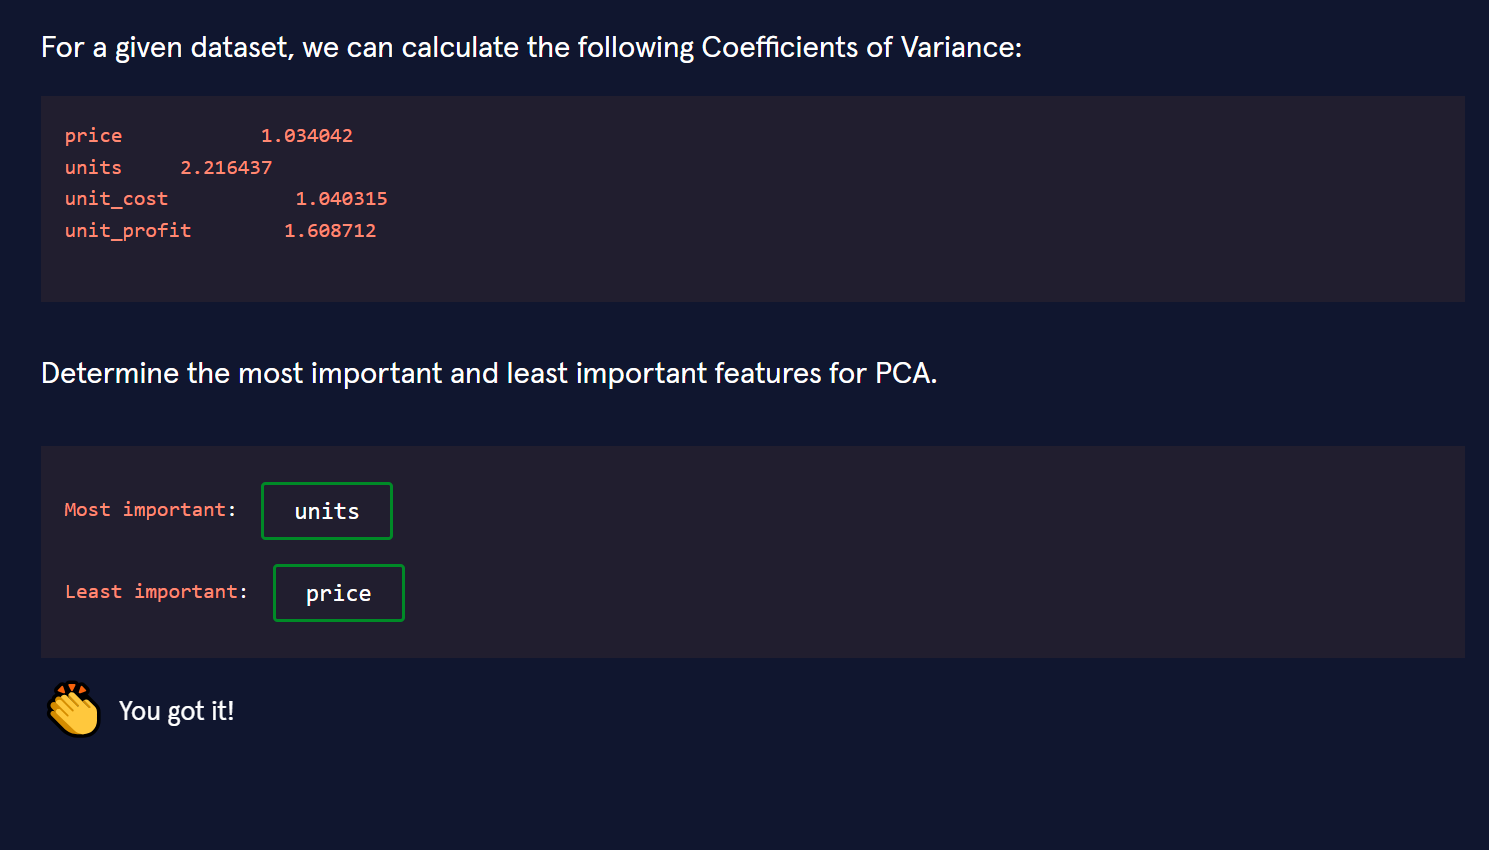 For a given dataset, we can calculate the following Coefficients of Variance:
price 1.034042
units 2.216437
unit_cost 1.040315
unit_profit 1.608712
Determine the most important and least important features for PCA.
Most important: units
Least important: price
You got it!